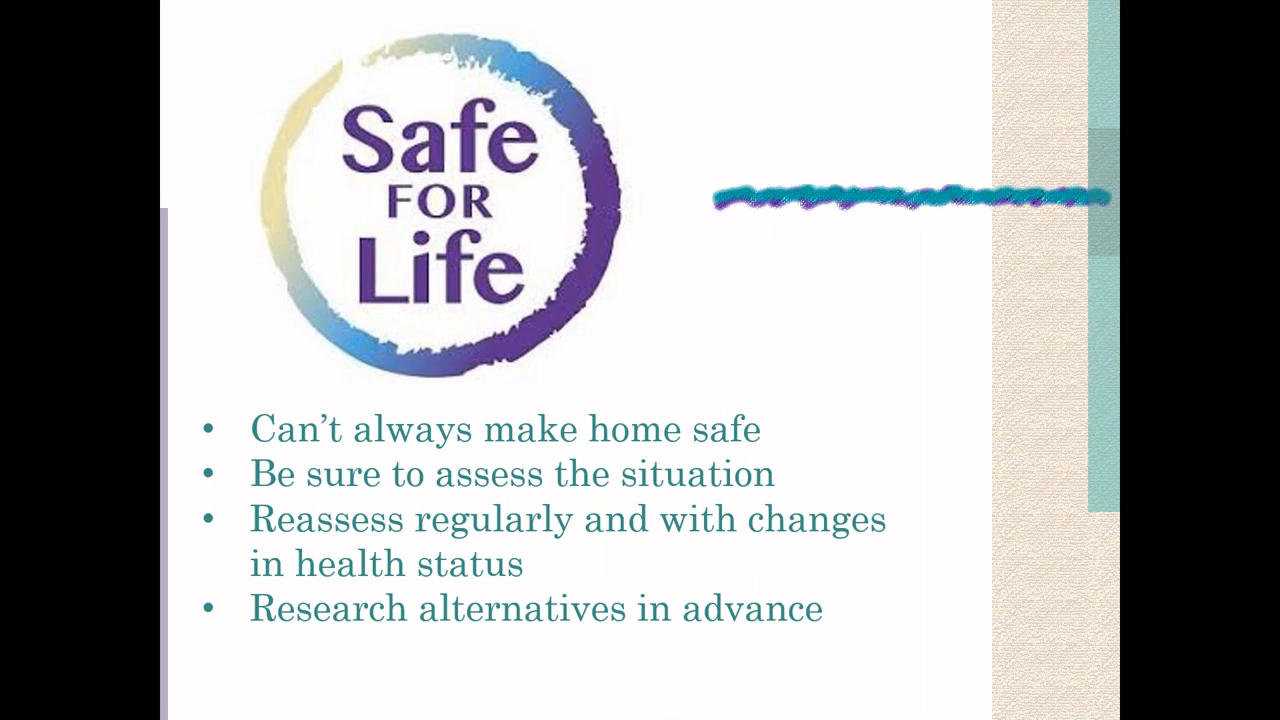 Safe
FOR
Life
• Can’t always make home safe
• Be sure to assess the situation
• Reassess regularly and with changes
in health status
• Research alternatives in advance